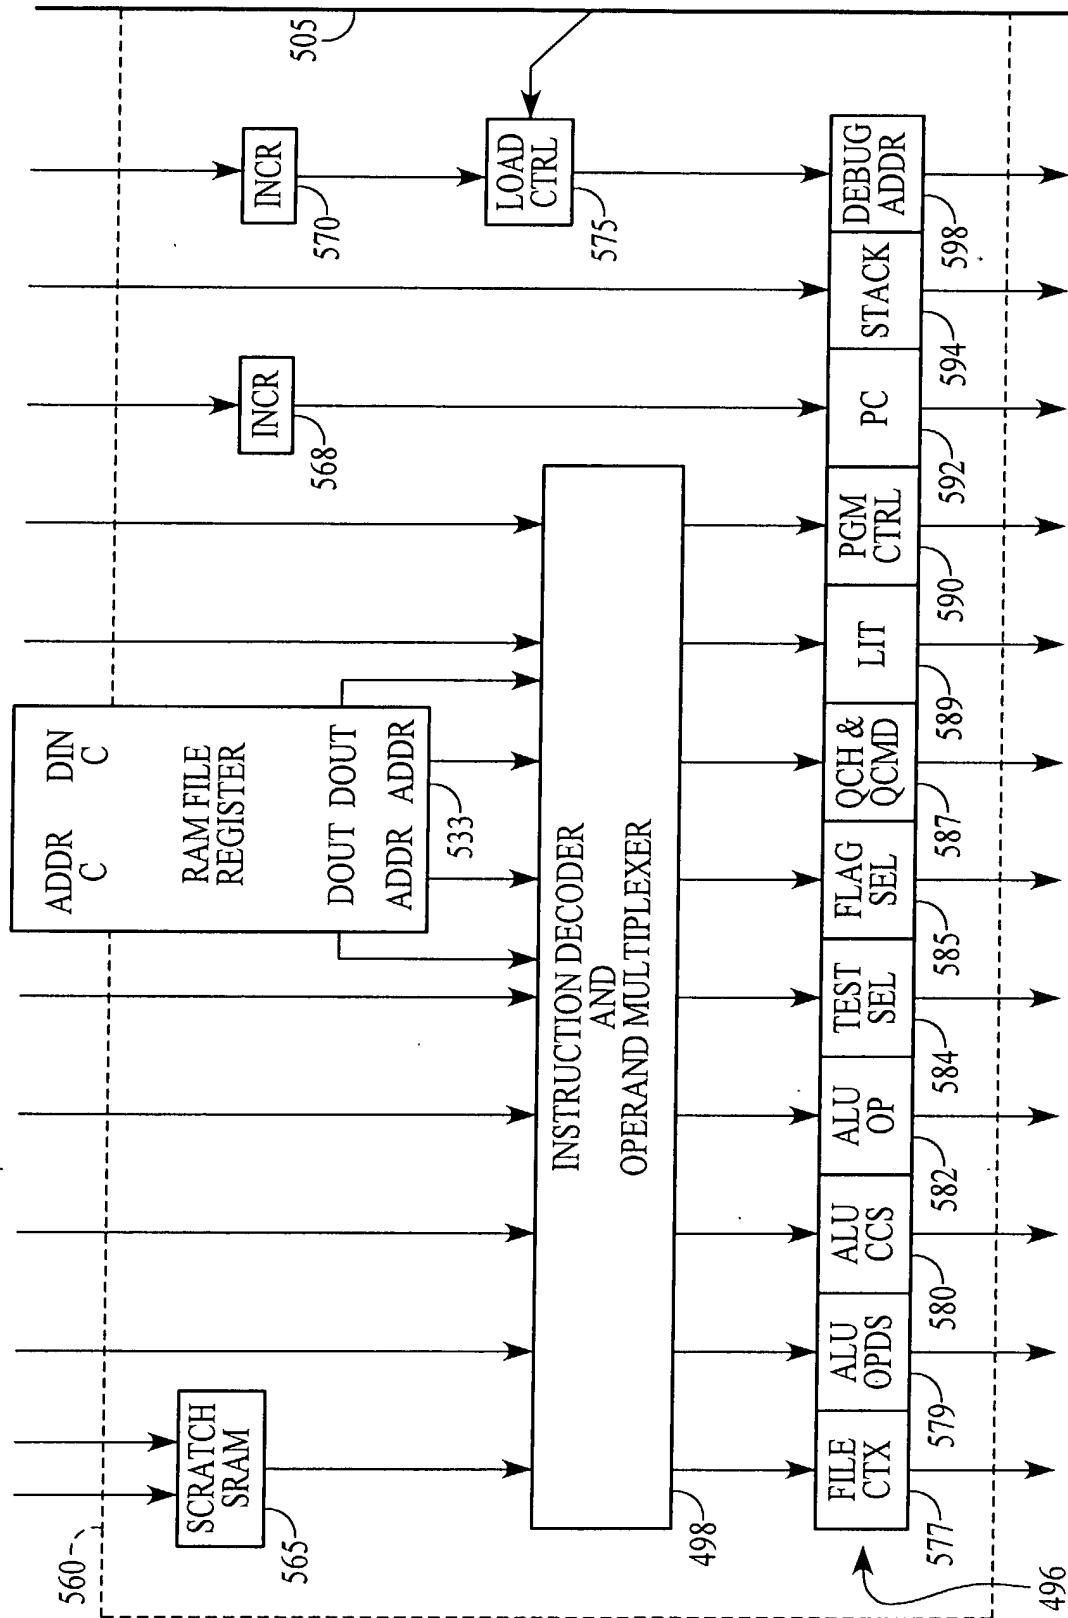 560
505
SCRATCH
SRAM
565
ADDR
C
DIN
C
RAM FILE
REGISTER
DOUT DOUT
ADDR ADDR
533
INCR
568
INCR
570
LOAD
CTRL
575
INSTRUCTION DECODER
AND
OPERAND MULTIPLEXER
498
FILE
CTX
ALU
OPDS
ALU
CCS
ALU
OP
TEST
SEL
FLAG
SEL
QCH &
QCMD
LIT
PGM
CTRL
PC
STACK
DEBUG
ADDR
577
579
580
582
584
585
587
589
590
592
594
598
496